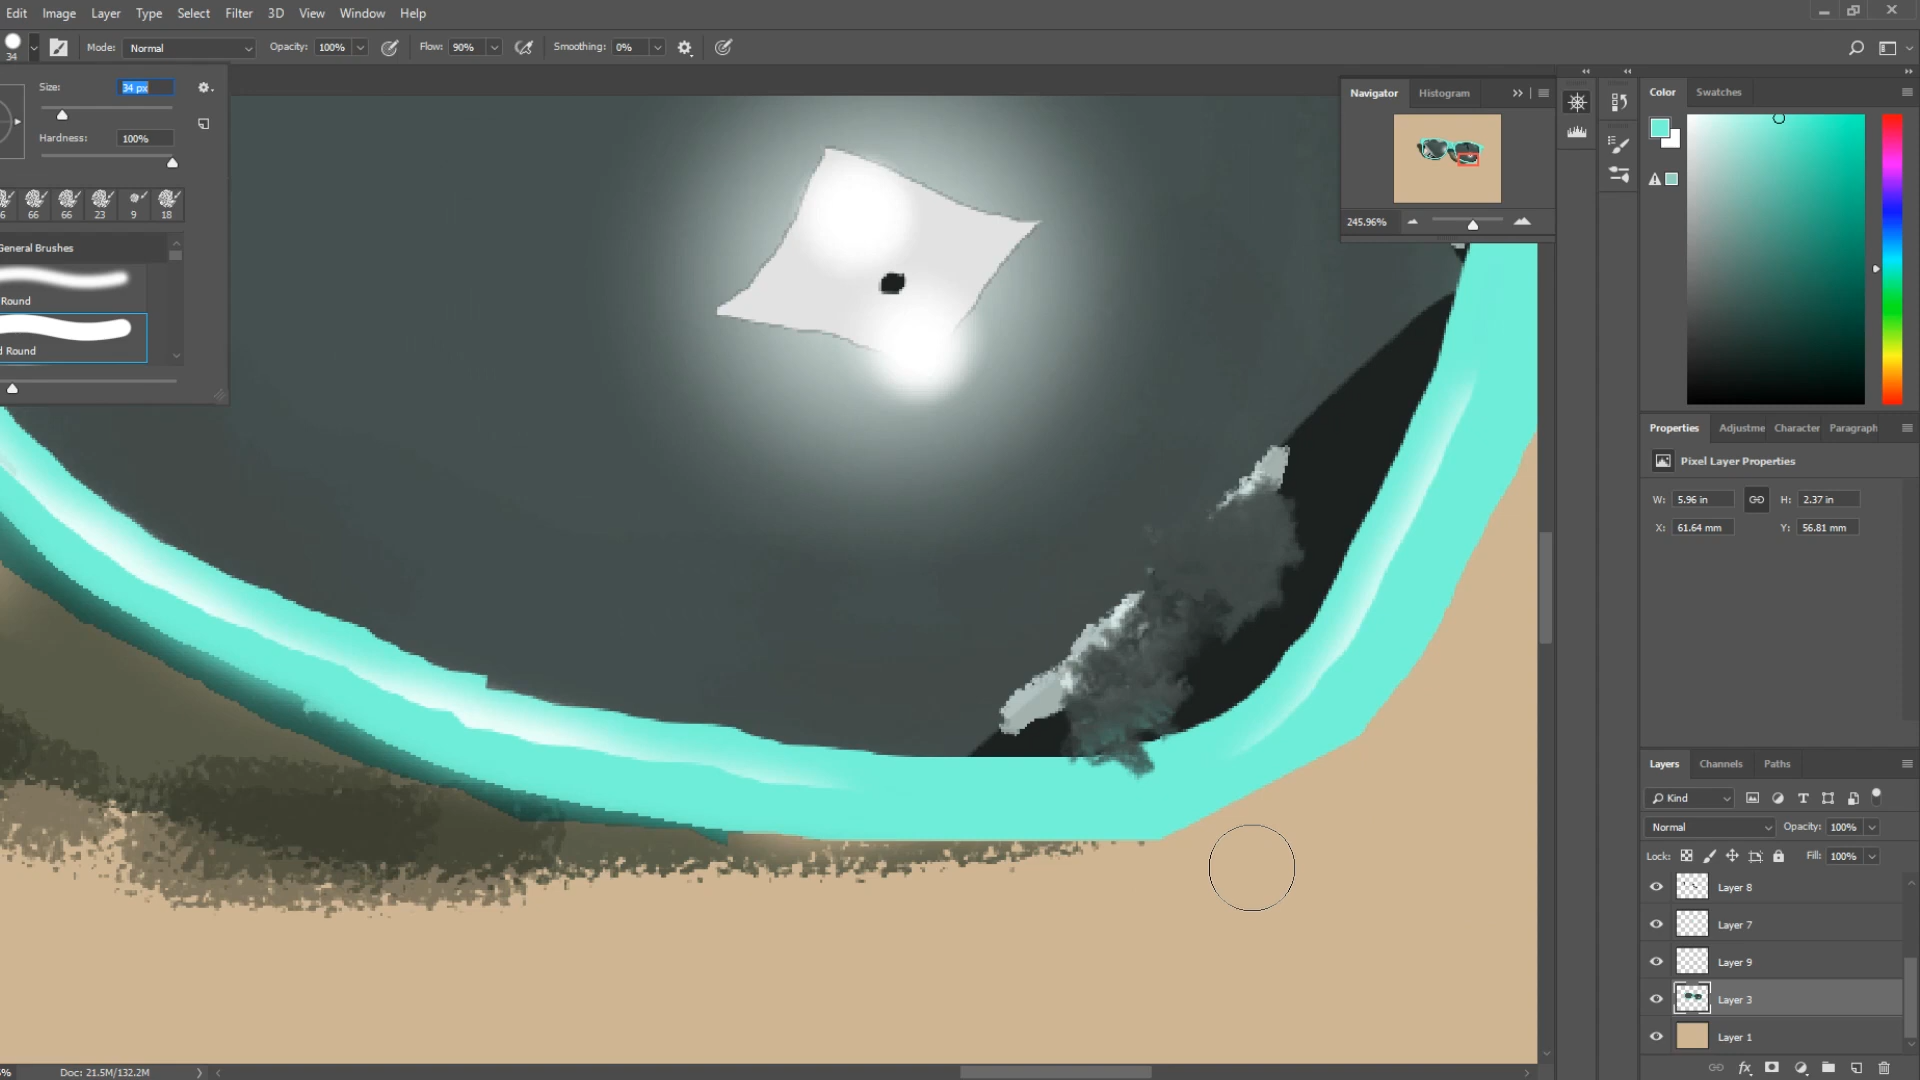 Edit Image Layer Type Select Filter 3D View Window Help
34 Mode: Normal Opacity: 100% Flow: 90% Smoothing: 0%
Size: 34 px
Hardness: 100%
6 66 66 23 9 18
General Brushes
Round
d Round
Navigator Histogram
245.96%
Color Swatches
Properties Adjustme Character Paragraph
Pixel Layer Properties
W: 5.96 in H: 2.37 in
X: 61.64 mm Y: 56.81 mm
Layers Channels Paths
Kind
Normal Opacity: 100%
Lock: Fill: 100%
Layer 8
Layer 7
Layer 9
Layer 3
Layer 1
fx
Doc: 21.5M/132.2M